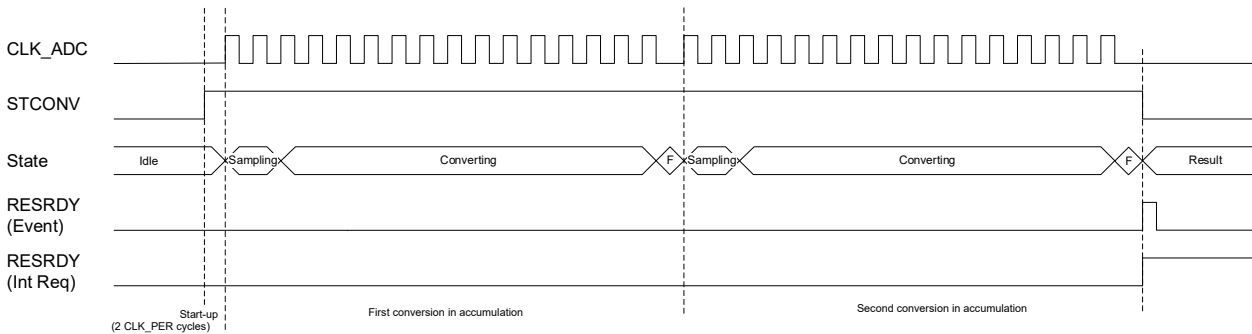 CLK_ADC
STCONV
State
Idle
Sampling
Converting
F
Sampling
Converting
F
Result
RESRDY
(Event)
RESRDY
(Int Req)
Start-up
(2 CLK_PER cycles)
First conversion in accumulation
Second conversion in accumulation